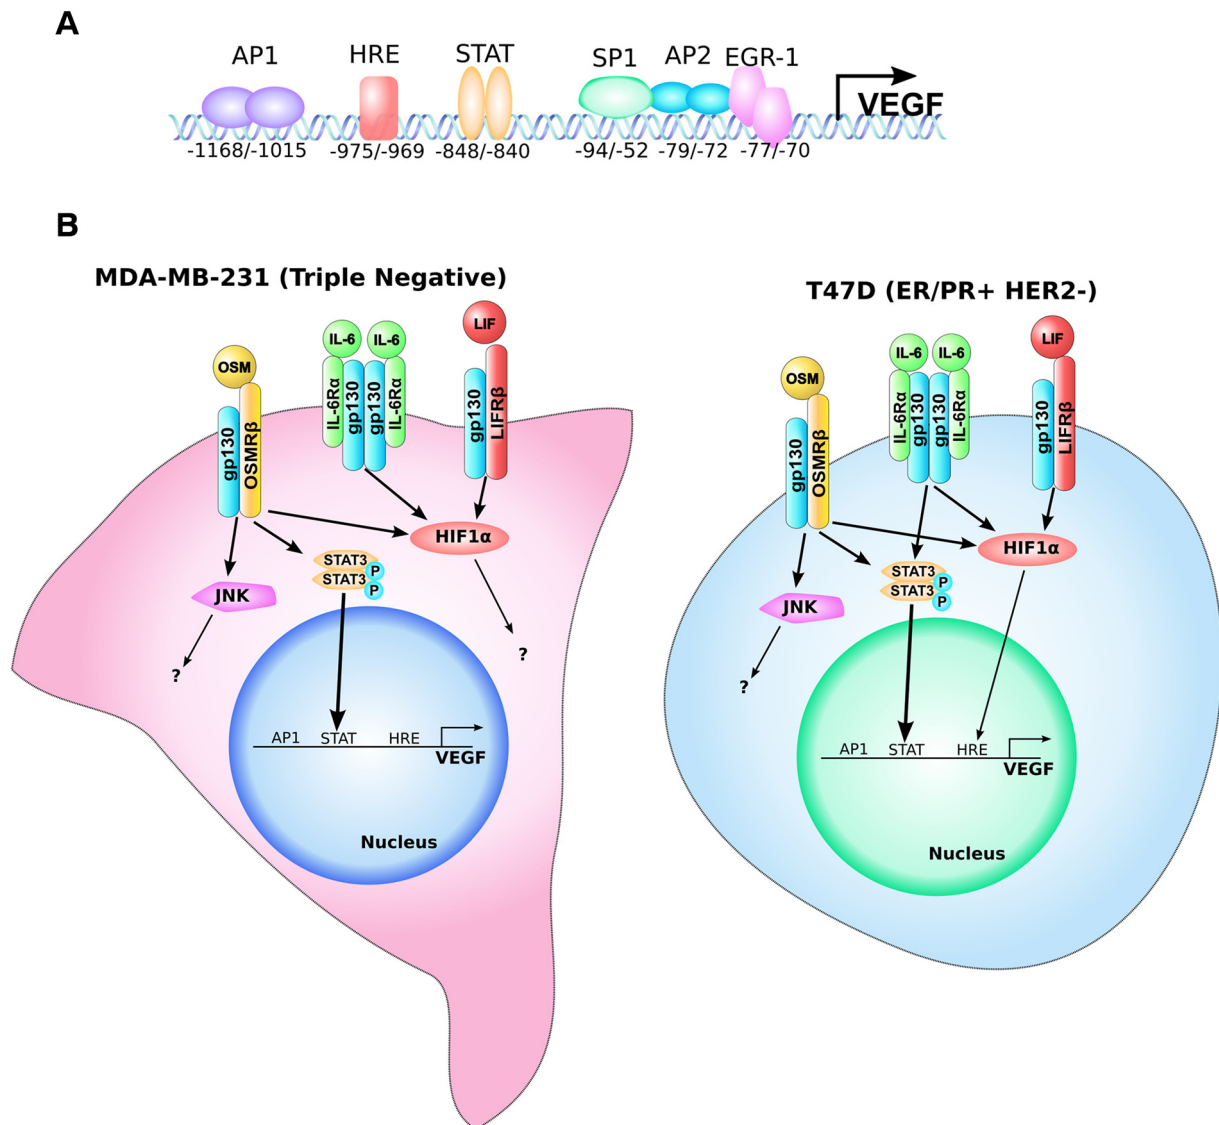 A
AP1 HRE STAT SP1 AP2 EGR-1
VEGF
-1168/-1015 -975/-969 -848/-840 -94/-52 -79/-72 -77/-70
B
MDA-MB-231 (Triple Negative)
OSM
IL-6 IL-6
LIF
gp130
OSMRβ
IL-6Rα
gp130
gp130
IL-6Rα
gp130
LIFRβ
HIF1α
STAT3 P
STAT3 P
JNK
?
?
AP1 STAT HRE
VEGF
Nucleus
T47D (ER/PR+ HER2-)
OSM
IL-6 IL-6
LIF
gp130
OSMRβ
IL-6Rα
gp130
gp130
IL-6Rα
gp130
LIFRβ
HIF1α
STAT3 P
STAT3 P
JNK
?
AP1 STAT HRE
VEGF
Nucleus